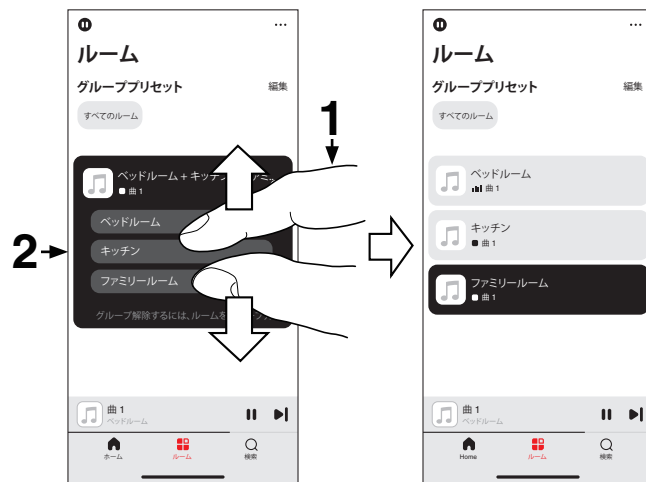 ルーム
グループプリセット 編集
すべてのルーム
ベッドルーム + キッチン
曲 1
ベッドルーム
キッチン
ファミリールーム
グループ解除するには、ルームを
曲 1
ベッドルーム
ホーム ルーム 検索
1
2
ルーム
グループプリセット 編集
すべてのルーム
ベッドルーム
曲 1
キッチン
曲 1
ファミリールーム
曲 1
曲 1
ベッドルーム
Home ルーム 検索